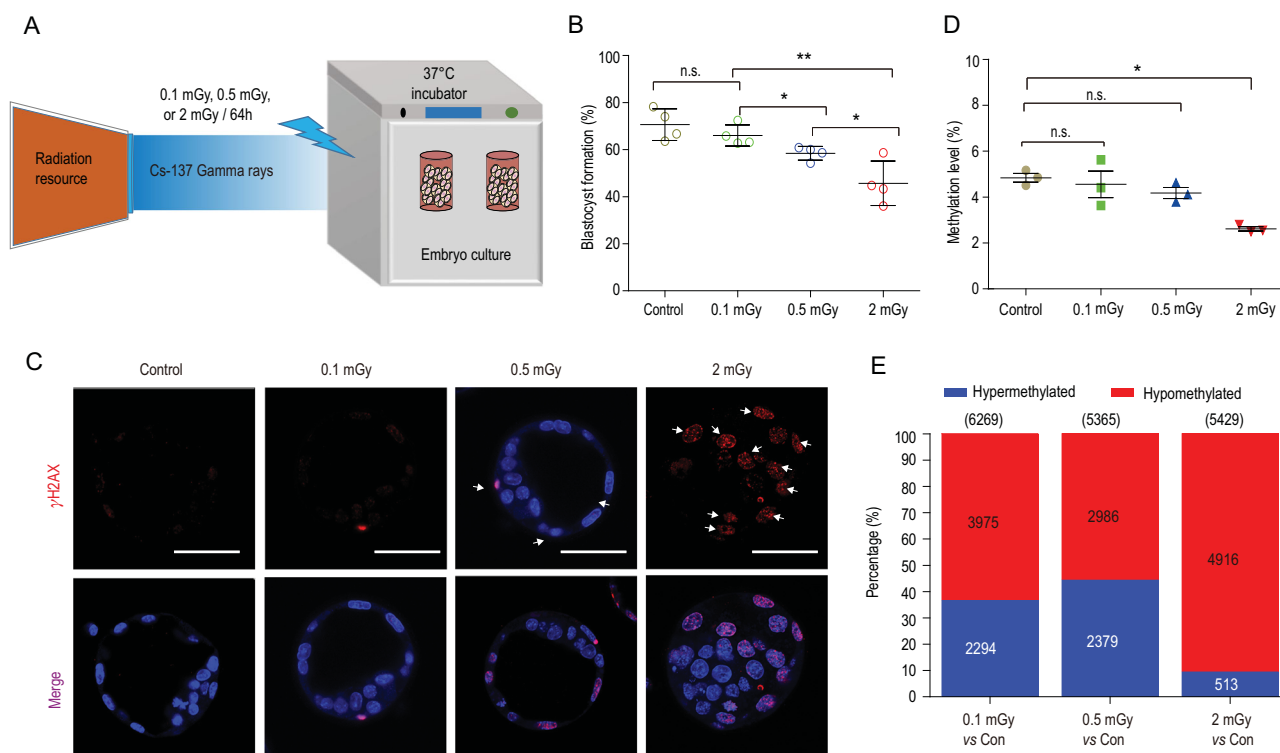 A
0.1 mGy, 0.5 mGy,
or 2 mGy / 64h
Radiation
resource
Cs-137 Gamma rays
37°C
incubator
Embryo culture
B
Blastocyst formation (%)
100
80
60
40
20
0
n.s.
**
*
*
Control
0.1 mGy
0.5 mGy
2 mGy
D
Methylation level (%)
10
8
6
4
2
0
*
n.s.
n.s.
Control
0.1 mGy
0.5 mGy
2 mGy
C
Control
0.1 mGy
0.5 mGy
2 mGy
γH2AX
Merge
E
Hypermethylated
Hypomethylated
(6269)
(5365)
(5429)
Percentage (%)
100
90
80
70
60
50
40
30
20
10
0
3975
2986
4916
2294
2379
513
0.1 mGy
vs Con
0.5 mGy
vs Con
2 mGy
vs Con